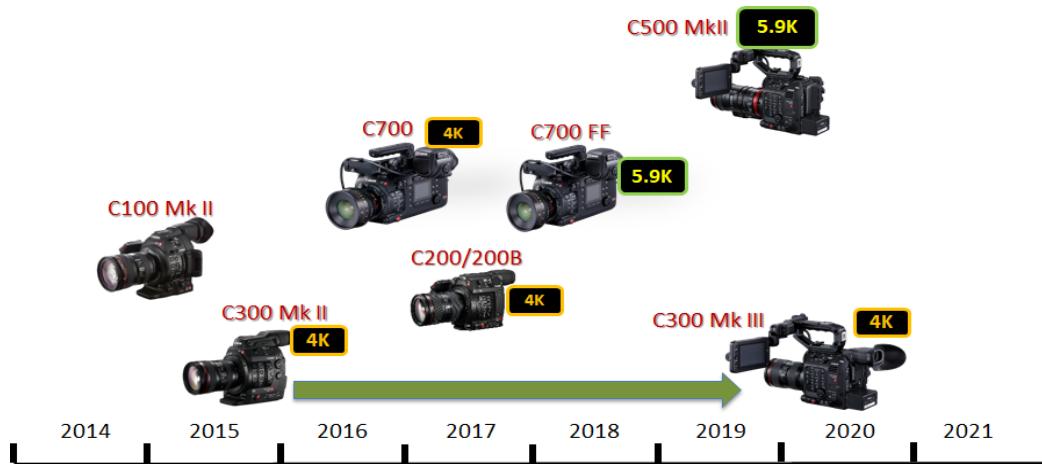 C500 MkII 5.9K
C700 4K
C700 FF
5.9K
C100 Mk II
C200/200B
4K
C300 Mk II
4K
C300 Mk III 4K
2014 2015 2016 2017 2018 2019 2020 2021